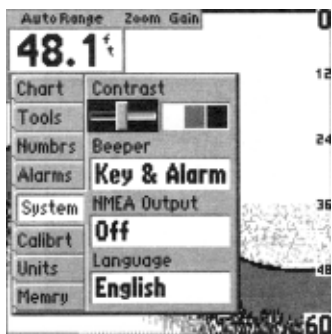 Auto Range Zoom Gain
0
48.1 ft
12
Chart
Contrast
Tools
24
Numbrs
Beeper
Alarms
Key & Alarm
36
System
NMEA Output
Off
Calibrt
Units
Language
48
Memry
English
60